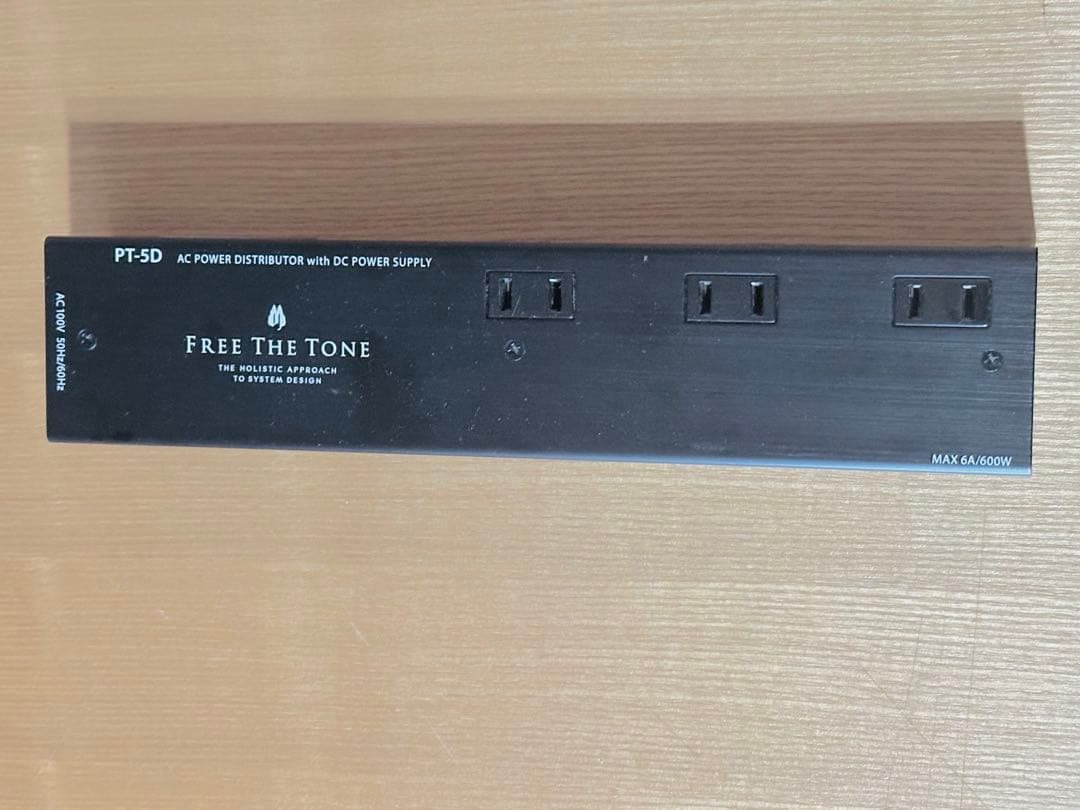 PT-5D AC POWER DISTRIBUTOR with DC POWER SUPPLY
AC100V 50Hz/60Hz
FREE THE TONE
THE HOLISTIC APPROACH
TO SYSTEM DESIGN
MAX 6A/600W